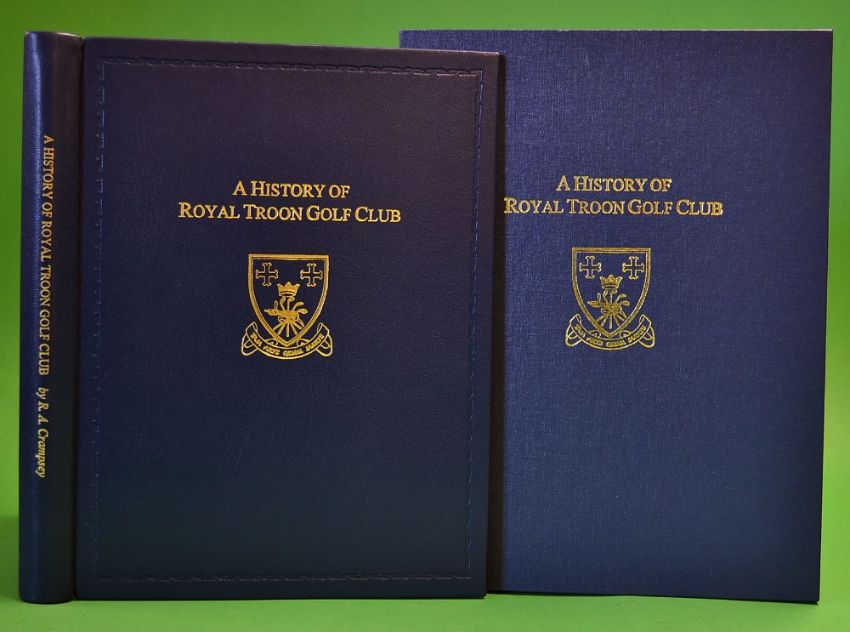 A HISTORY OF ROYAL TROON GOLF CLUB by R. A. Crampsey
A HISTORY OF
ROYAL TROON GOLF CLUB
A HISTORY OF
ROYAL TROON GOLF CLUB